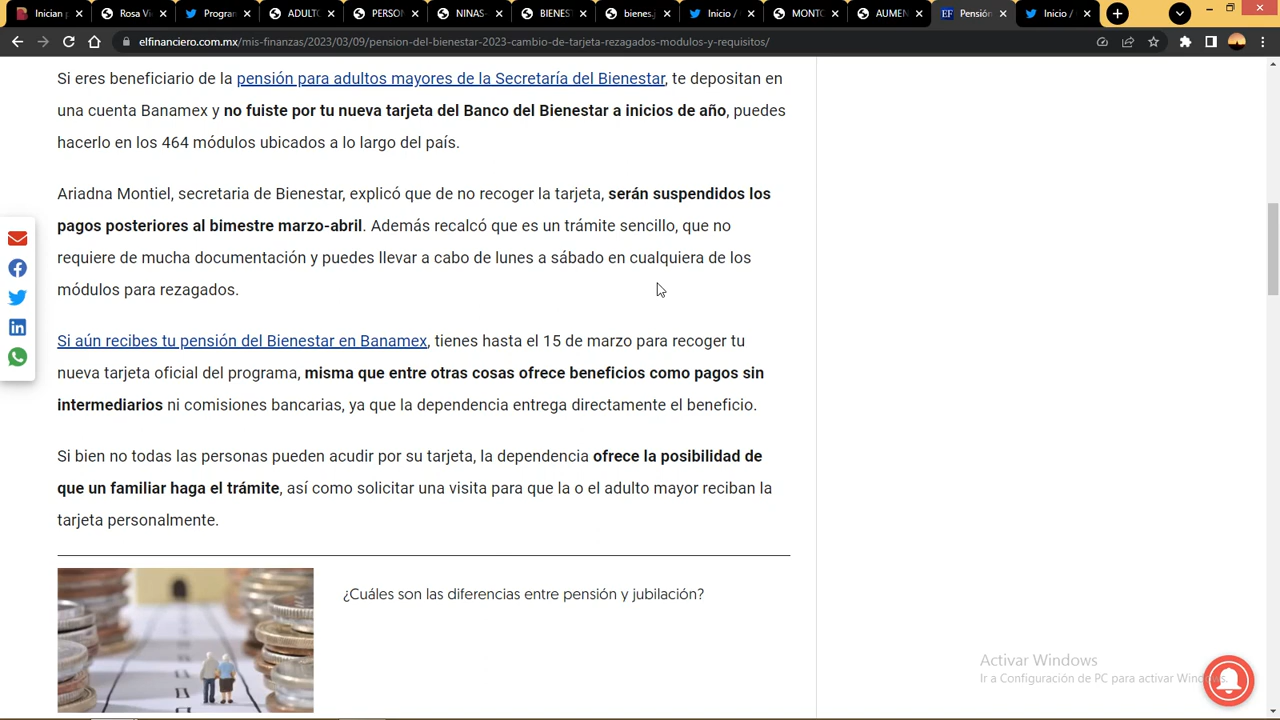 Inician p
Rosa Vi
Program
ADULTO
PERSON
NIÑAS-
BIENES
bienes.j
Inicio /
MONTO
AUMEN
Pensió
Inicio /
elfinanciero.com.mx/mis-finanzas/2023/03/09/pension-del-bienestar-2023-cambio-de-tarjeta-rezagados-modulos-y-requisitos/
Si eres beneficiario de la pensión para adultos mayores de la Secretaría del Bienestar, te depositan en
una cuenta Banamex y no fuiste por tu nueva tarjeta del Banco del Bienestar a inicios de año, puedes
hacerlo en los 464 módulos ubicados a lo largo del país.
Ariadna Montiel, secretaria de Bienestar, explicó que de no recoger la tarjeta, serán suspendidos los
pagos posteriores al bimestre marzo-abril. Además recalcó que es un trámite sencillo, que no
requiere de mucha documentación y puedes llevar a cabo de lunes a sábado en cualquiera de los
módulos para rezagados.
Si aún recibes tu pensión del Bienestar en Banamex, tienes hasta el 15 de marzo para recoger tu
nueva tarjeta oficial del programa, misma que entre otras cosas ofrece beneficios como pagos sin
intermediarios ni comisiones bancarias, ya que la dependencia entrega directamente el beneficio.
Si bien no todas las personas pueden acudir por su tarjeta, la dependencia ofrece la posibilidad de
que un familiar haga el trámite, así como solicitar una visita para que la o el adulto mayor reciban la
tarjeta personalmente.
¿Cuáles son las diferencias entre pensión y jubilación?
Activar Windows
Ir a Configuración de PC para activar Windows.